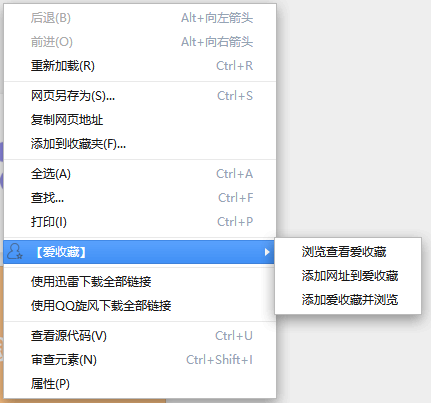 后退(B) Alt+向左箭头
前进(O) Alt+向右箭头
重新加载(R) Ctrl+R
网页另存为(S)... Ctrl+S
复制网页地址
添加到收藏夹(F)...
全选(A) Ctrl+A
查找... Ctrl+F
打印(I) Ctrl+P
【爱收藏】
浏览查看爱收藏
添加网址到爱收藏
添加爱收藏并浏览
使用迅雷下载全部链接
使用QQ旋风下载全部链接
查看源代码(V) Ctrl+U
审查元素(N) Ctrl+Shift+I
属性(P)